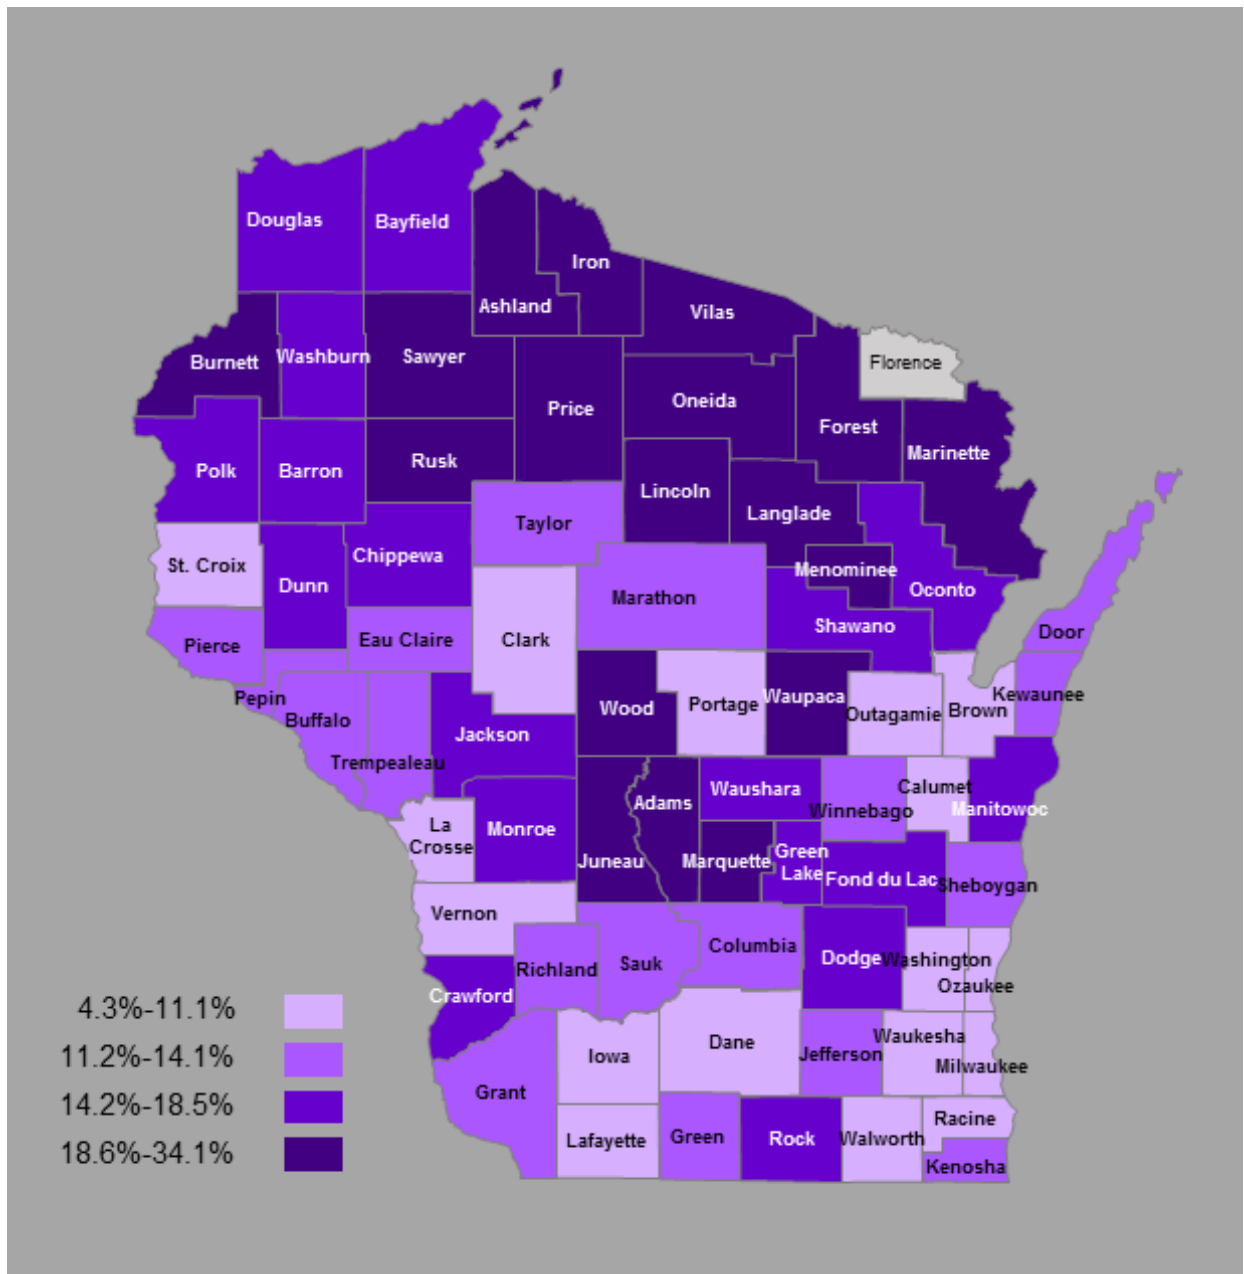 Douglas
Bayfield
Iron
Ashland
Vilas
Burnett
Washburn
Sawyer
Florence
Price
Oneida
Forest
Marinette
Polk
Barron
Rusk
Lincoln
Langlade
Taylor
St. Croix
Dunn
Chippewa
Menominee
Oconto
Marathon
Shawano
Pierce
Eau Claire
Clark
Door
Pepin
Buffalo
Wood
Portage
Waupaca
Outagamie
Brown
Kewaunee
Jackson
Trempealeau
Adams
Waushara
Winnebago
Calumet
Manitowoc
La
Crosse
Monroe
Juneau
Marquette
Green
Lake
Fond du Lac
Sheboygan
Vernon
Richland
Sauk
Columbia
Dodge
Washington
Ozaukee
Crawford
4.3%-11.1%
11.2%-14.1%
14.2%-18.5%
18.6%-34.1%
Iowa
Dane
Jefferson
Waukesha
Milwaukee
Grant
Lafayette
Green
Rock
Walworth
Racine
Kenosha